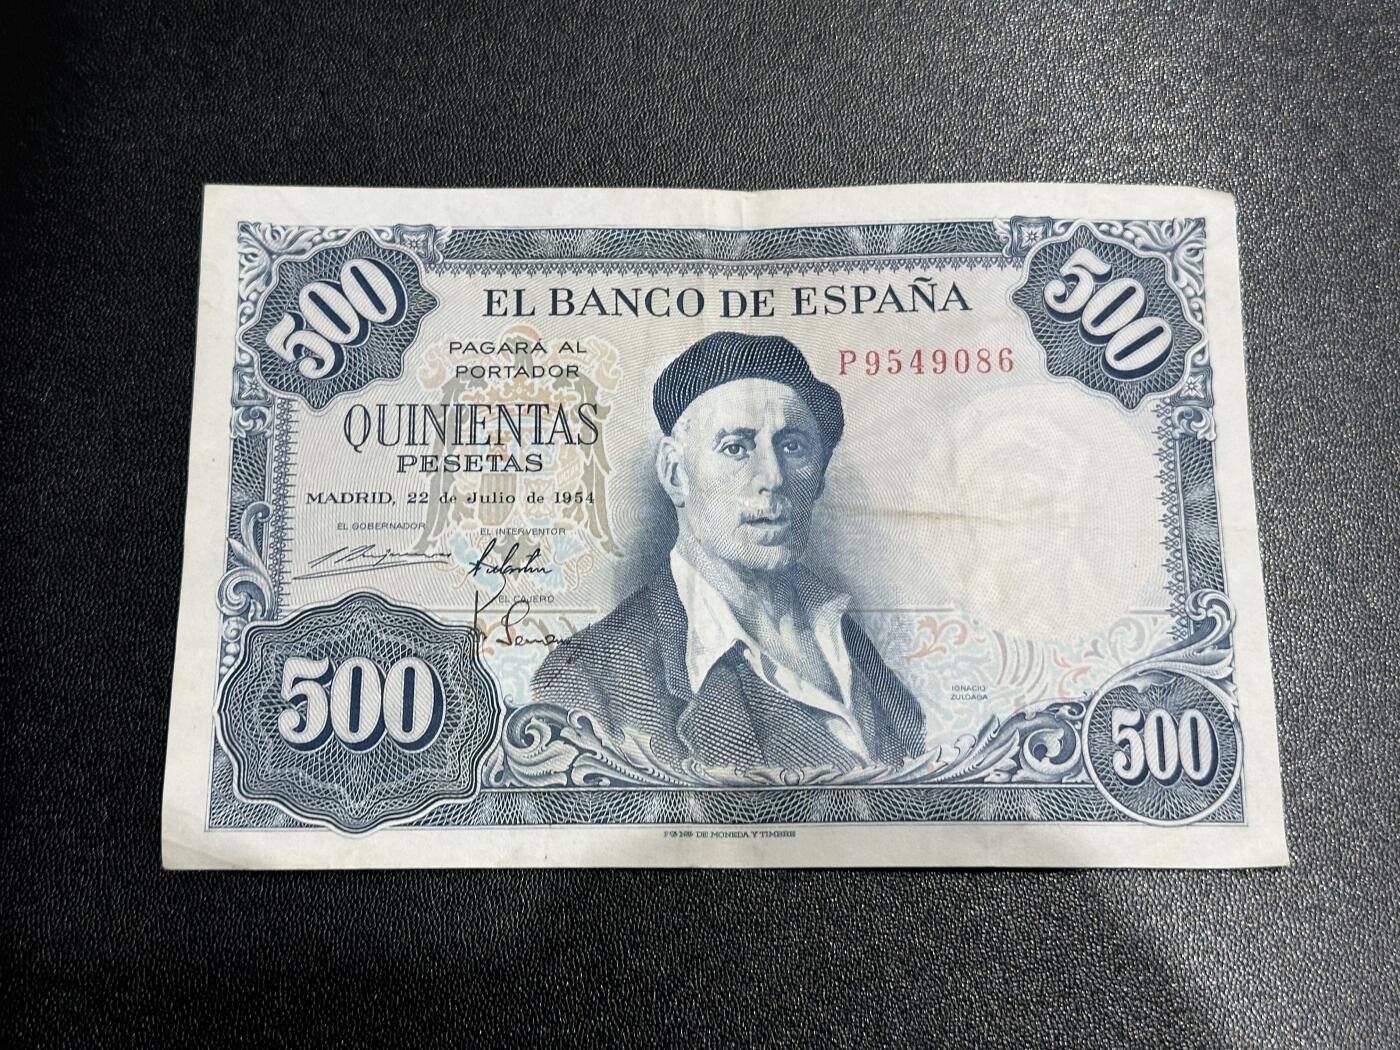 500
500
EL BANCO DE ESPAÑA
PAGARÁ AL
PORTADOR
P9549086
QUINIENTAS
PESETAS
MADRID, 22 de Julio de 1954
EL GOBERNADOR
EL INTERVENTOR
EL CAJERO
IGNACIO
ZULOAGA
500
500
DE MONEDA Y TIMBRE